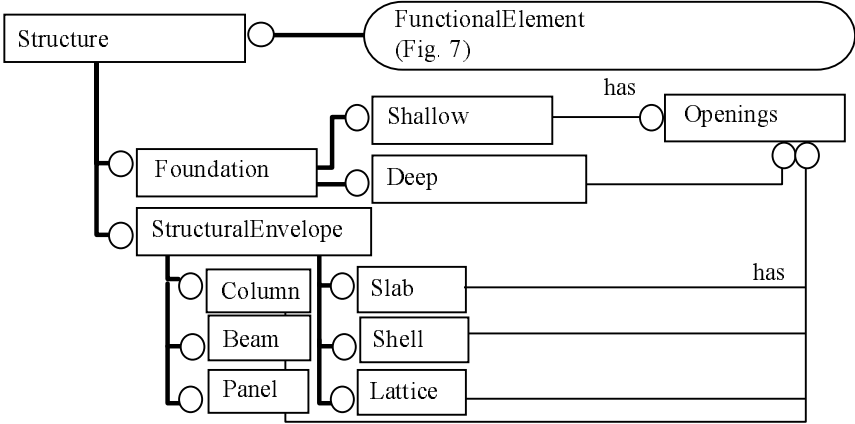 Structure
FunctionalElement
(Fig. 7)
has
Shallow
Openings
Foundation
Deep
StructuralEnvelope
has
Column
Slab
Beam
Shell
Panel
Lattice